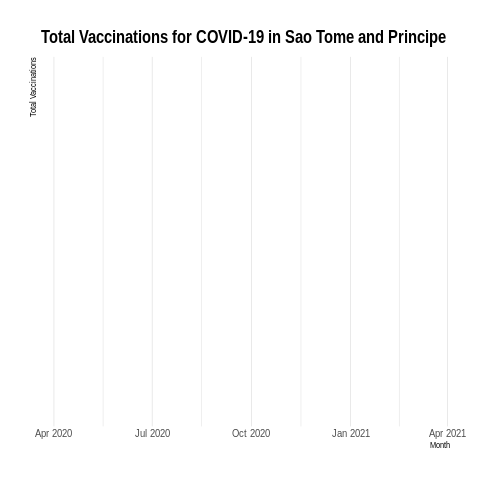 Total Vaccinations for COVID-19 in Sao Tome and Principe
Total Vaccinations
Apr 2020
Jul 2020
Oct 2020
Jan 2021
Apr 2021
Month